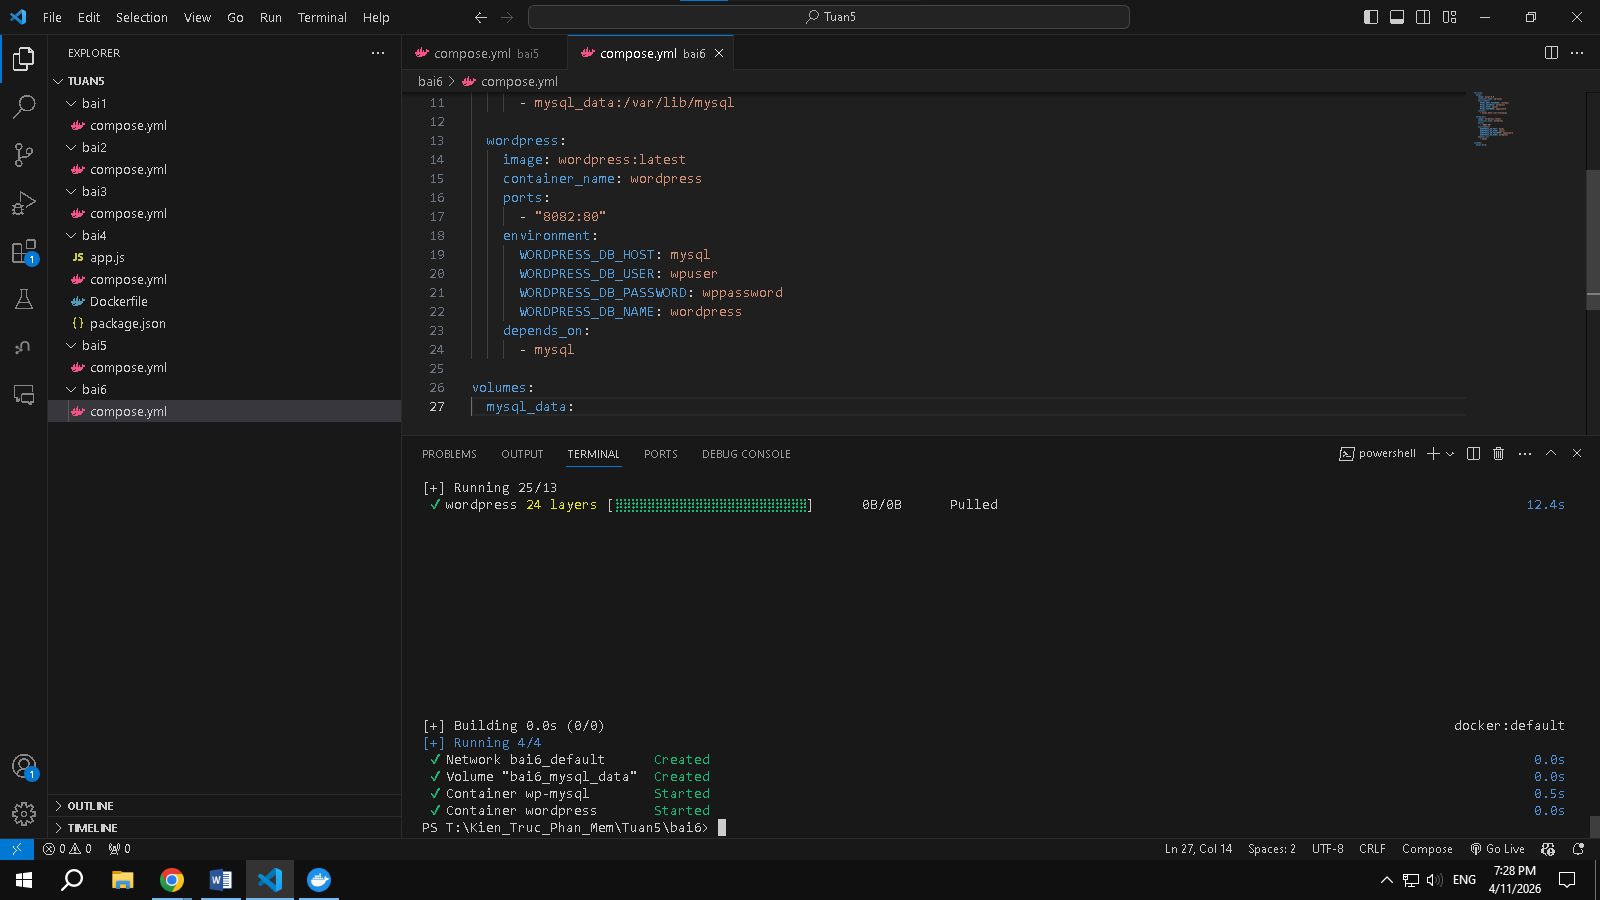 File Edit Selection View Go Run Terminal Help
Tuan5
EXPLORER
TUAN5
bai1
compose.yml
bai2
compose.yml
bai3
compose.yml
bai4
JS app.js
compose.yml
Dockerfile
{} package.json
bai5
compose.yml
bai6
compose.yml
OUTLINE
TIMELINE
1
1
compose.yml bai5
compose.yml bai6
bai6 > compose.yml
11 - mysql_data:/var/lib/mysql
12
13 wordpress:
14 image: wordpress:latest
15 container_name: wordpress
16 ports:
17 - "8082:80"
18 environment:
19 WORDPRESS_DB_HOST: mysql
20 WORDPRESS_DB_USER: wpuser
21 WORDPRESS_DB_PASSWORD: wppassword
22 WORDPRESS_DB_NAME: wordpress
23 depends_on:
24 - mysql
25
26 volumes:
27 mysql_data:
PROBLEMS OUTPUT TERMINAL PORTS DEBUG CONSOLE
powershell
[+] Running 25/13
✓ wordpress 24 layers [⣿⣿⣿⣿⣿⣿⣿⣿⣿⣿⣿⣿⣿⣿⣿⣿⣿⣿⣿⣿⣿⣿⣿⣿] 0B/0B Pulled 12.4s
[+] Building 0.0s (0/0) docker:default
[+] Running 4/4
✓ Network bai6_default Created 0.0s
✓ Volume "bai6_mysql_data" Created 0.0s
✓ Container wp-mysql Started 0.5s
✓ Container wordpress Started 0.0s
PS T:\Kien_Truc_Phan_Mem\Tuan5\bai6>
0 0 0
Ln 27, Col 14 Spaces: 2 UTF-8 CRLF Compose Go Live
ENG
7:28 PM
4/11/2026